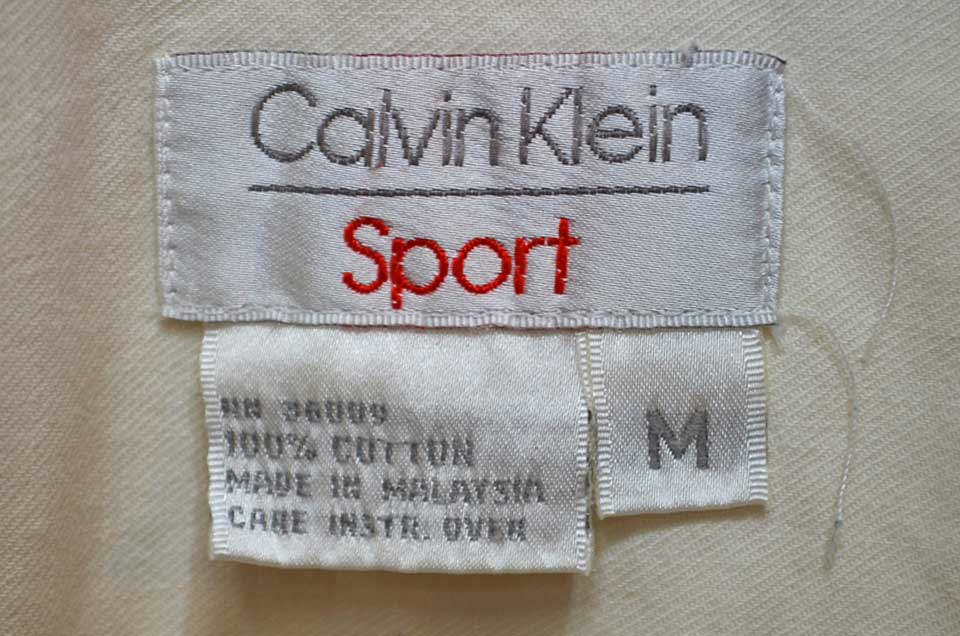 Calvin Klein
Sport
RN 36009
100% COTTON
MADE IN MALAYSIA
CARE INSTR. OVER
M